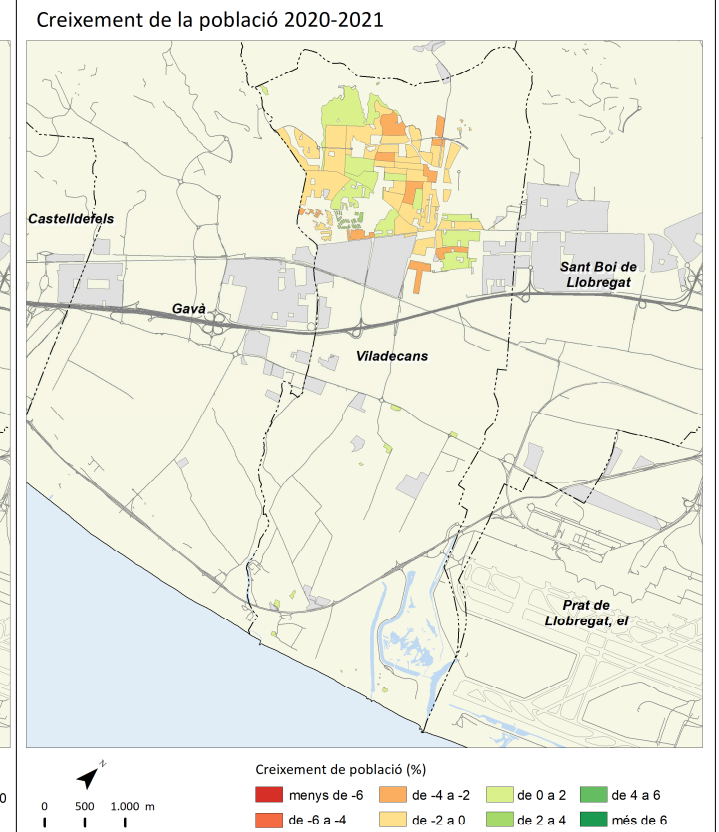 Creixement de la població 2020-2021
Castelldefels
Sant Boi de
Llobregat
Gavà
Viladecans
Prat de
Llobregat, el
N
0
0 500 1.000 m
Creixement de població (%)
menys de -6
de -4 a -2
de 0 a 2
de 4 a 6
de -6 a -4
de -2 a 0
de 2 a 4
més de 6